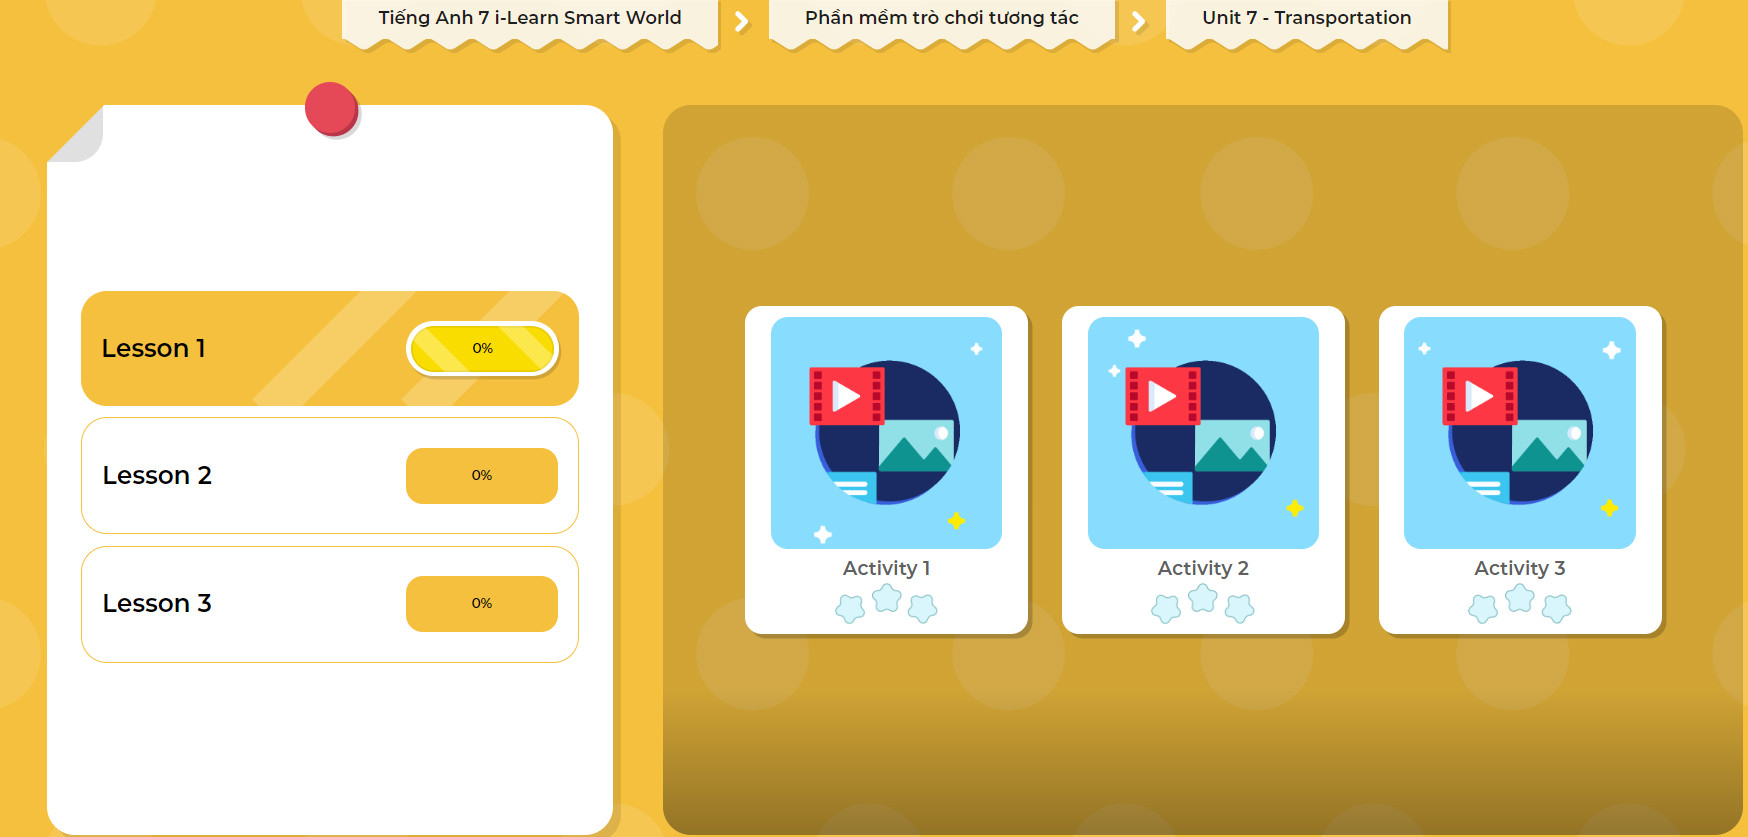 Tiếng Anh 7 i-Learn Smart World
Phần mềm trò chơi tương tác
Unit 7 - Transportation
Lesson 1
0%
Lesson 2
0%
Lesson 3
0%
Activity 1
Activity 2
Activity 3